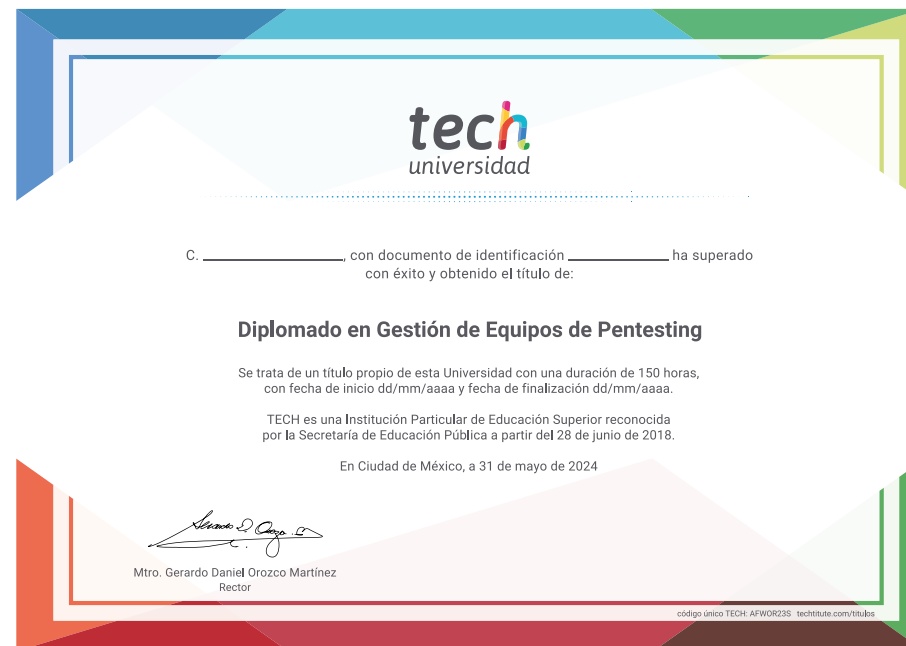 tech
universidad
C. ____________, con documento de identificación ____________ ha superado
con éxito y obtenido el título de:
Diplomado en Gestión de Equipos de Pentesting
Se trata de un título propio de esta Universidad con una duración de 150 horas,
con fecha de inicio dd/mm/aaaa y fecha de finalización dd/mm/aaaa.
TECH es una Institución Particular de Educación Superior reconocida
por la Secretaría de Educación Pública a partir del 28 de junio de 2018.
En Ciudad de México, a 31 de mayo de 2024
Mtro. Gerardo Daniel Orozco Martínez
Rector
código único TECH: AFWOR23S techtitute.com/titulos